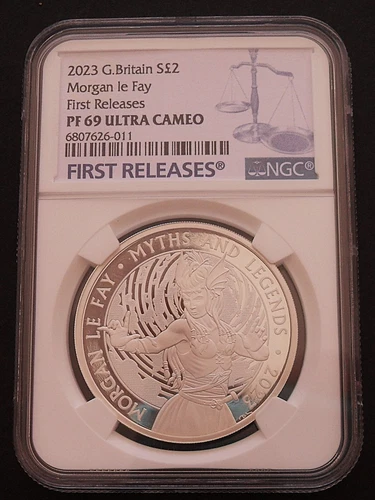 2023 G.Britain S£2
Morgan le Fay
First Releases
PF 69 ULTRA CAMEO
6807626-011
FIRST RELEASES®
NGC®
MORGAN LE FAY • MYTHS AND LEGENDS • 2023